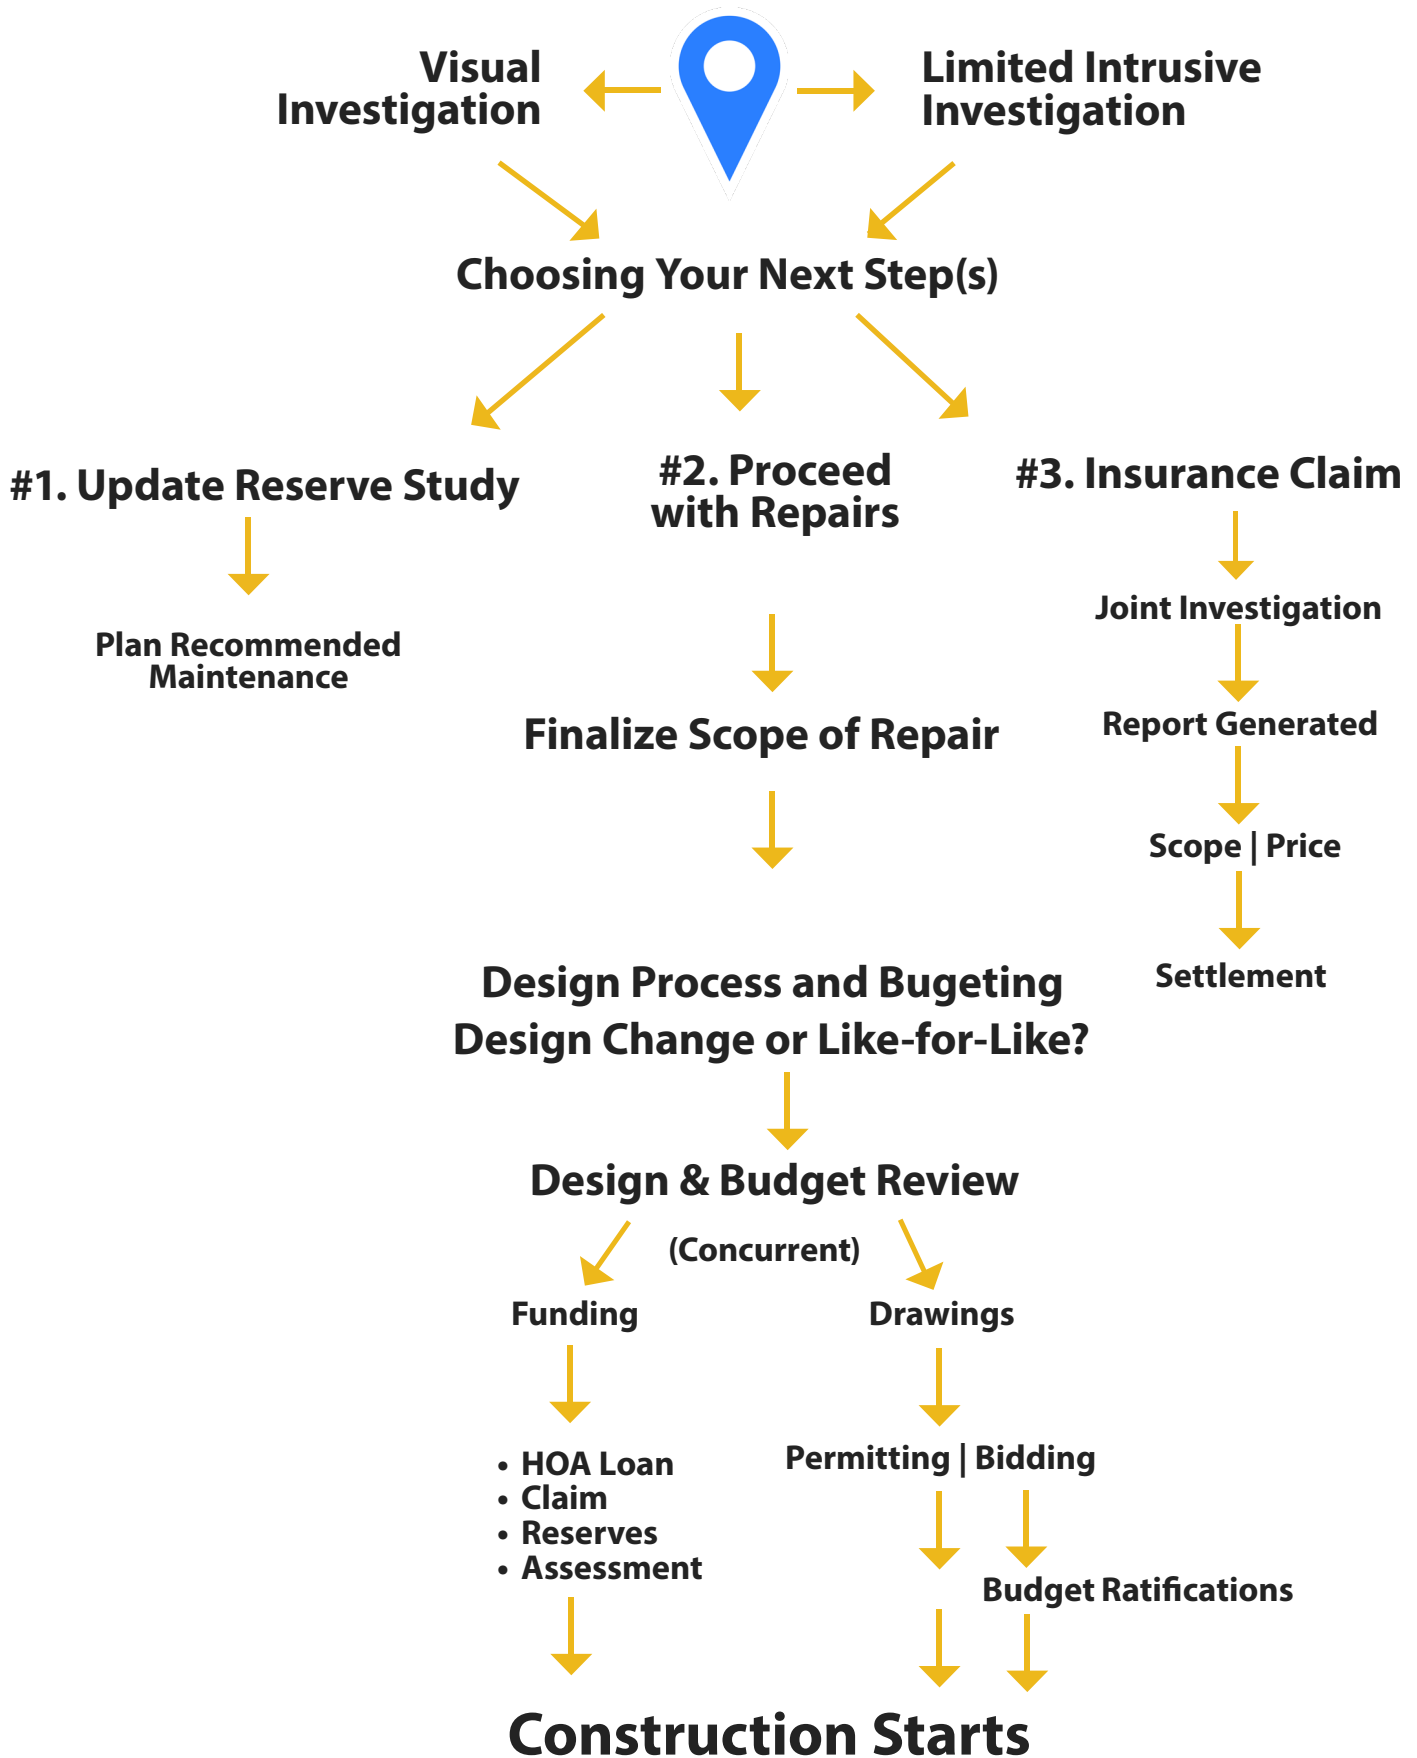 Visual
Investigation
Limited Intrusive
Investigation
Choosing Your Next Step(s)
#1. Update Reserve Study
Plan Recommended
Maintenance
#2. Proceed
with Repairs
#3. Insurance Claim
Joint Investigation
Report Generated
Scope | Price
Settlement
Finalize Scope of Repair
Design Process and Bugeting
Design Change or Like-for-Like?
Design & Budget Review
(Concurrent)
Funding
• HOA Loan
• Claim
• Reserves
• Assessment
Drawings
Permitting | Bidding
Budget Ratifications
Construction Starts